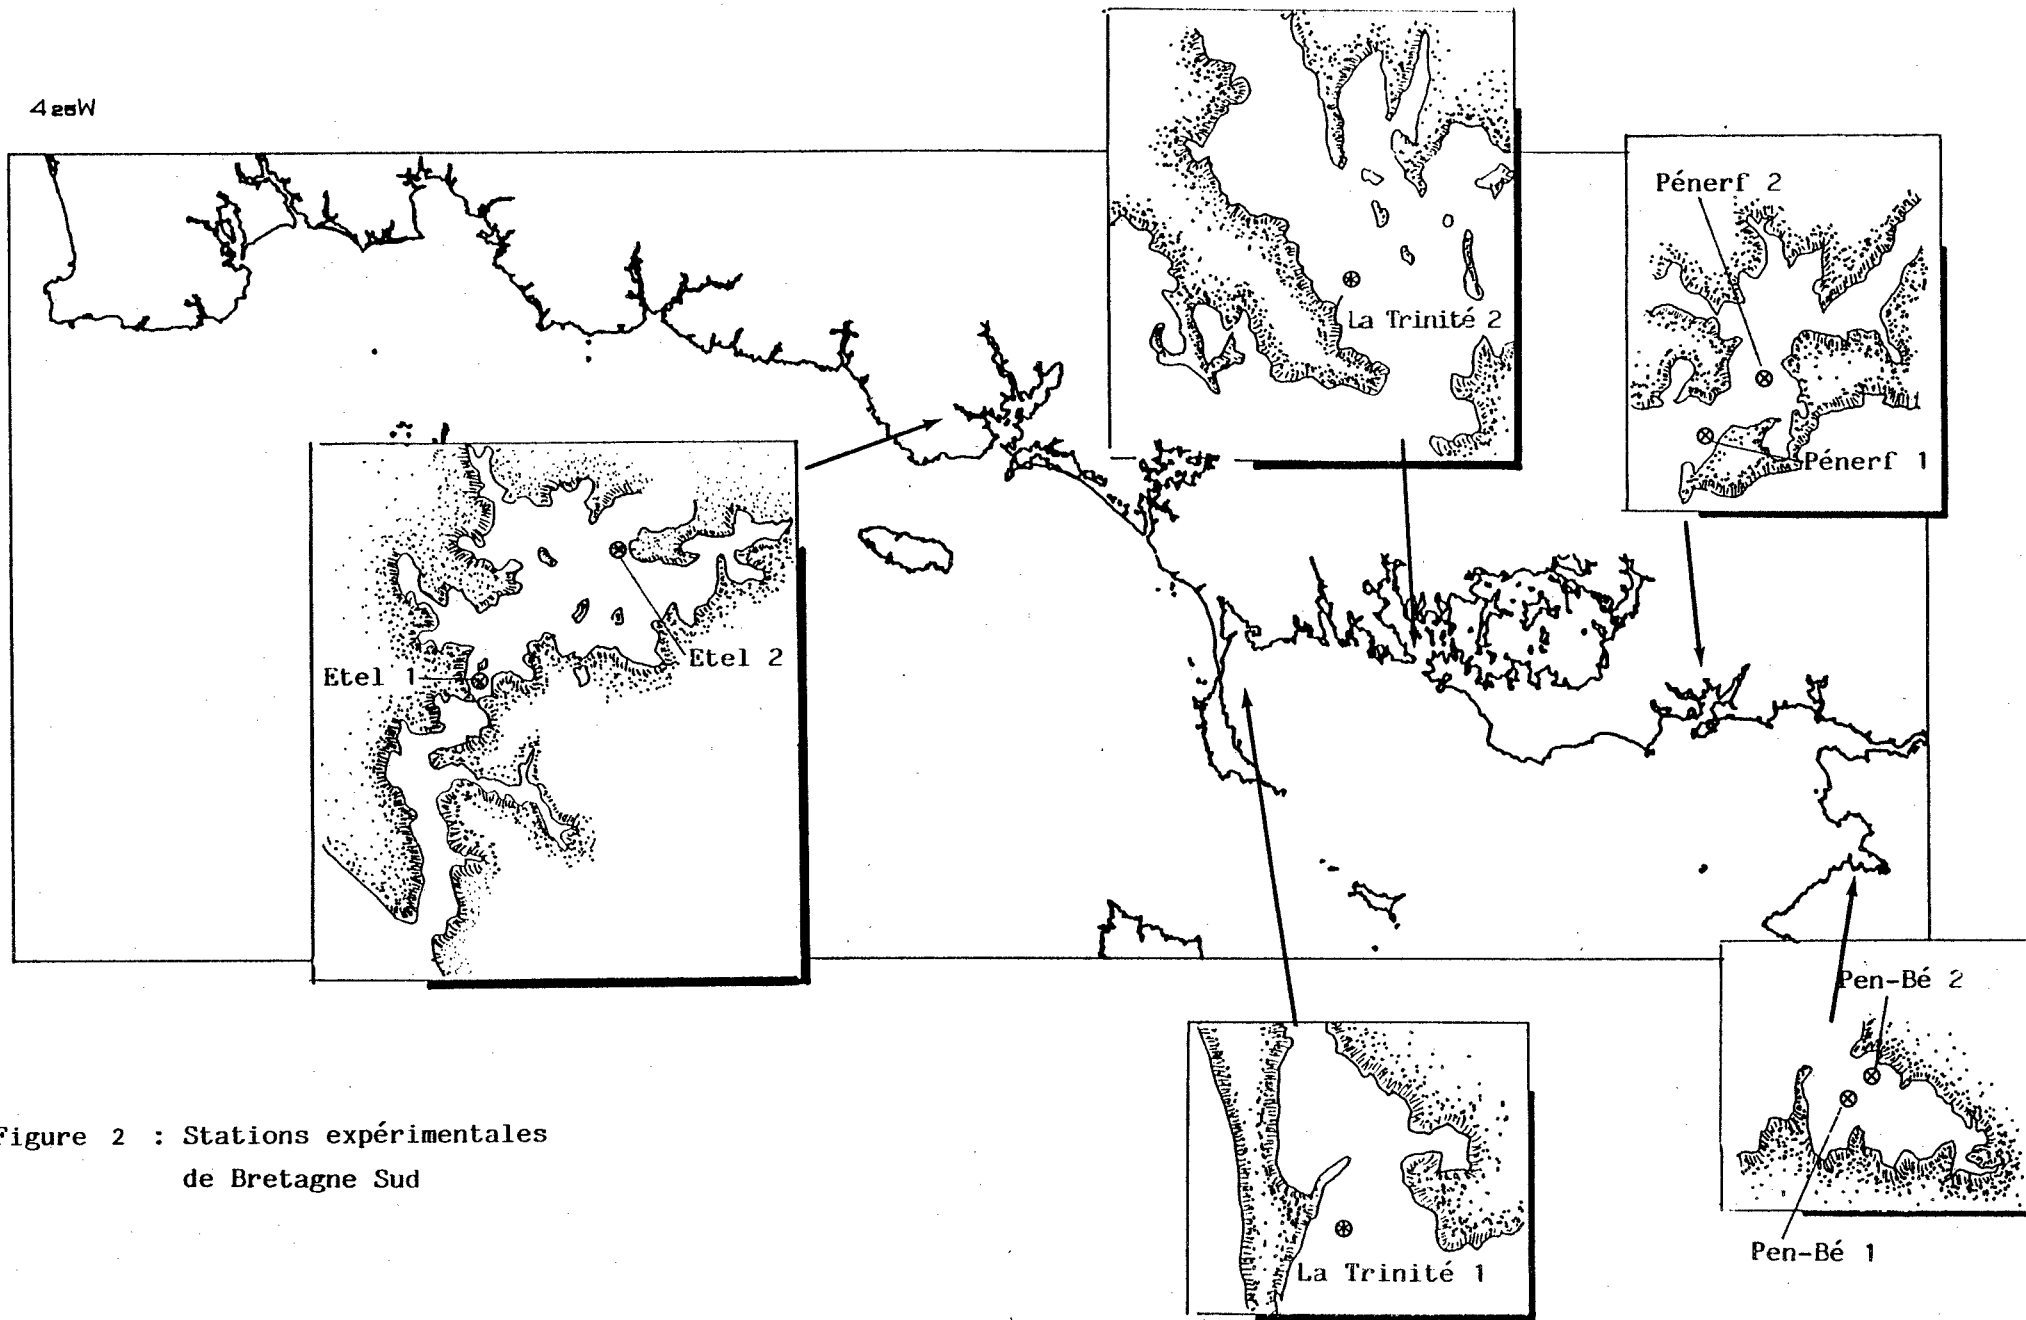 4 25W
Pénerf 2
La Trinité 2
Pénerf 1
Etel 2
Etel 1
Pen-Bé 2
Figure 2 : Stations expérimentales
de Bretagne Sud
Pen-Bé 1
La Trinité 1